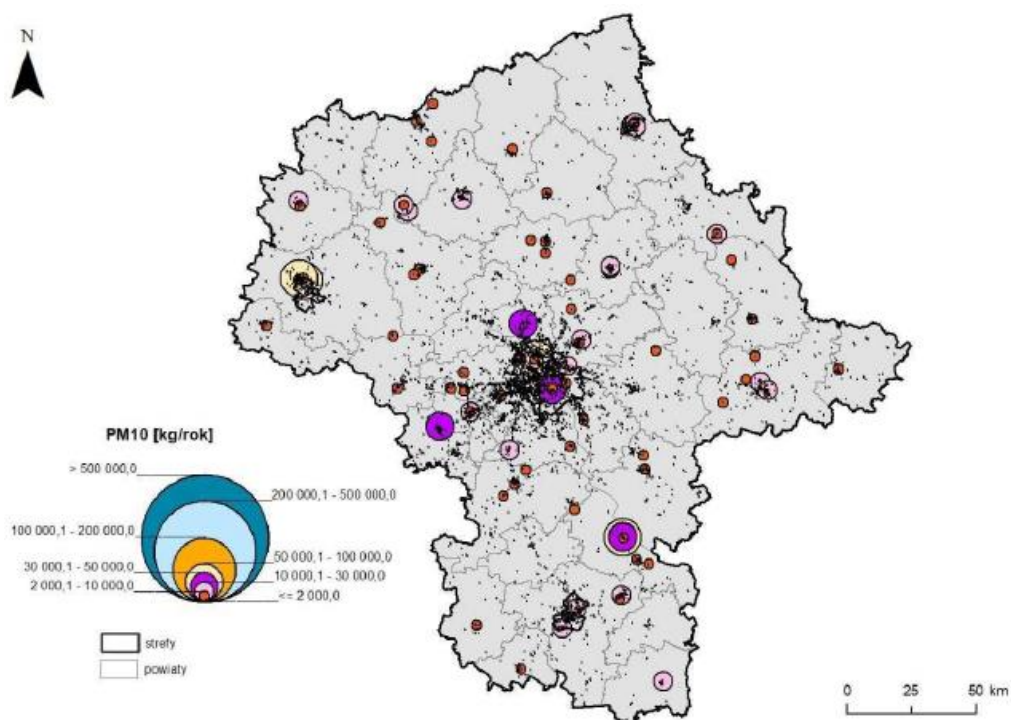 N
PM10 [kg/rok]
> 500 000,0
200 000,1 - 500 000,0
100 000,1 - 200 000,0
50 000,1 - 100 000,0
30 000,1 - 50 000,0
10 000,1 - 30 000,0
2 000,1 - 10 000,0
<= 2 000,0
strefy
powiaty
0 25 50 km